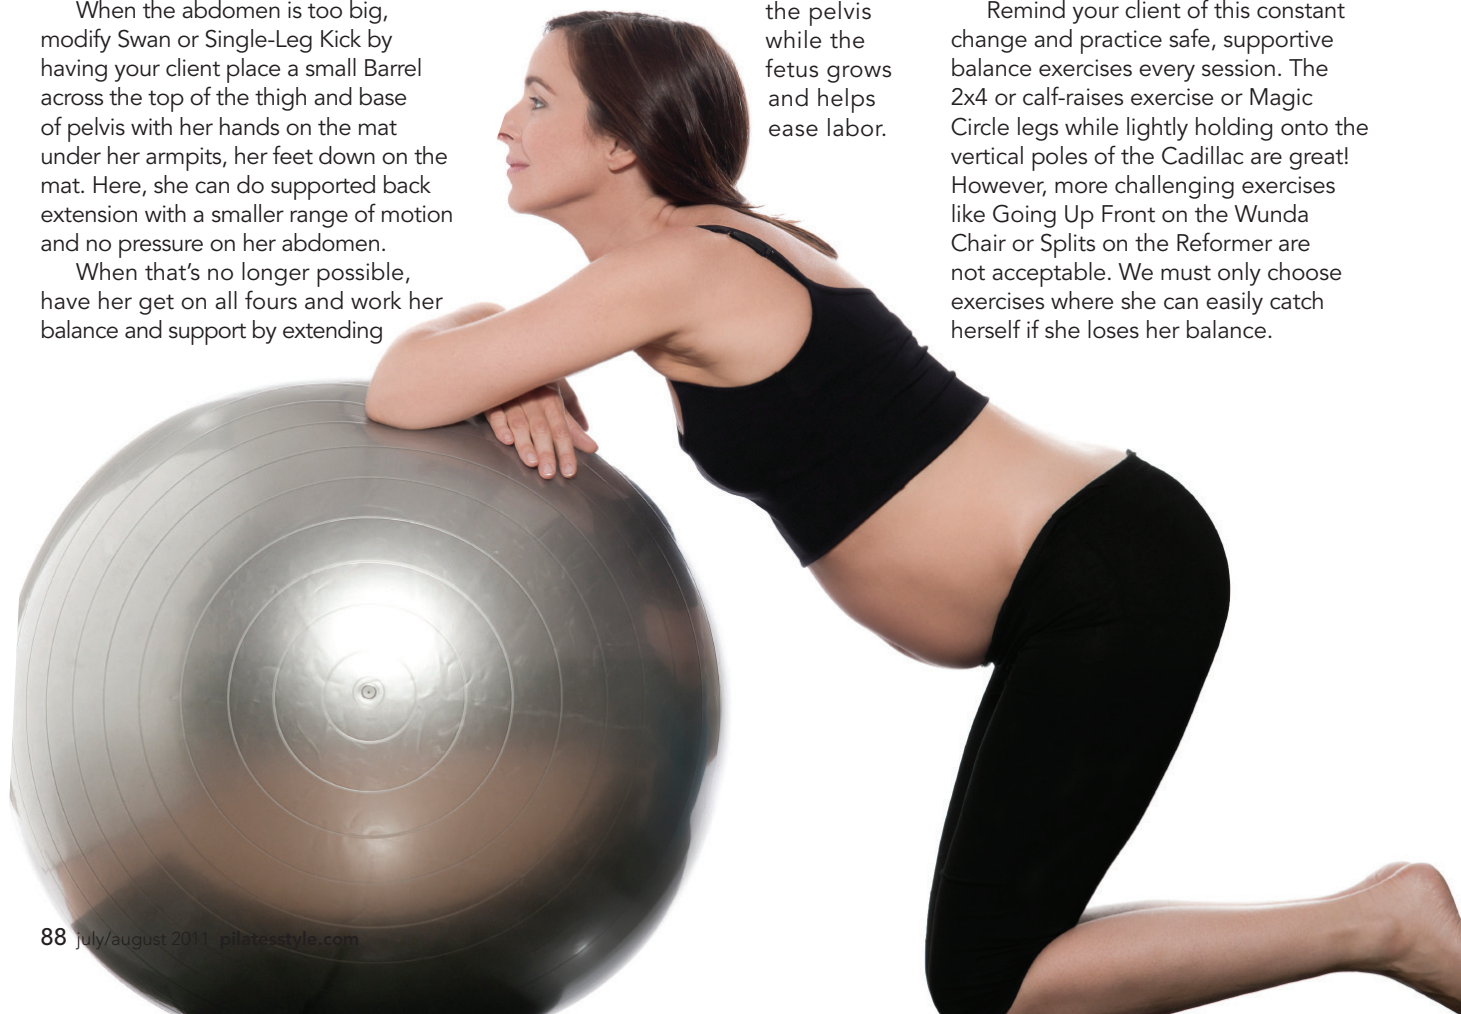 When the abdomen is too big,
modify Swan or Single-Leg Kick by
having your client place a small Barrel
across the top of the thigh and base
of pelvis with her hands on the mat
under her armpits, her feet down on the
mat. Here, she can do supported back
extension with a smaller range of motion
and no pressure on her abdomen.
When that’s no longer possible,
have her get on all fours and work her
balance and support by extending
the pelvis
while the
fetus grows
and helps
ease labor.
Remind your client of this constant
change and practice safe, supportive
balance exercises every session. The
2x4 or calf-raises exercise or Magic
Circle legs while lightly holding onto the
vertical poles of the Cadillac are great!
However, more challenging exercises
like Going Up Front on the Wunda
Chair or Splits on the Reformer are
not acceptable. We must only choose
exercises where she can easily catch
herself if she loses her balance.
88 july/august 2011 pilatesstyle.com